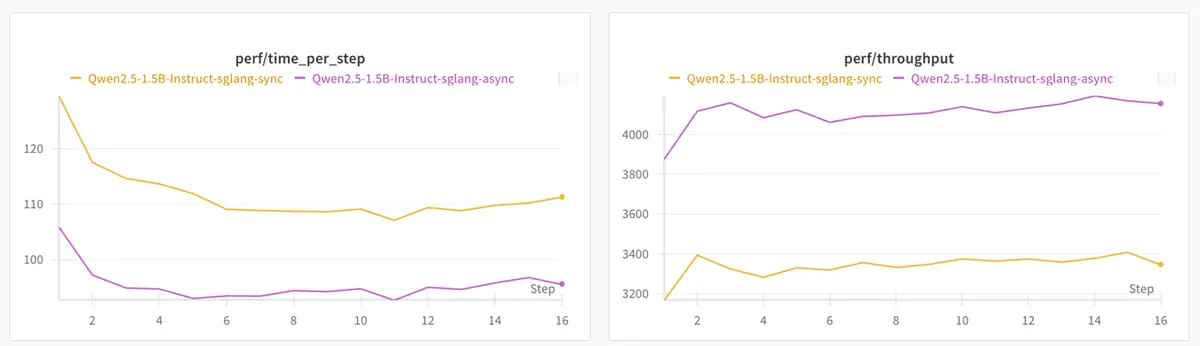 perf/time_per_step
Qwen2.5-1.5B-Instruct-sglang-sync Qwen2.5-1.5B-Instruct-sglang-async
120
110
100
Step
2 4 6 8 10 12 14 16
perf/throughput
Qwen2.5-1.5B-Instruct-sglang-sync Qwen2.5-1.5B-Instruct-sglang-async
4000
3800
3600
3400
3200
Step
2 4 6 8 10 12 14 16